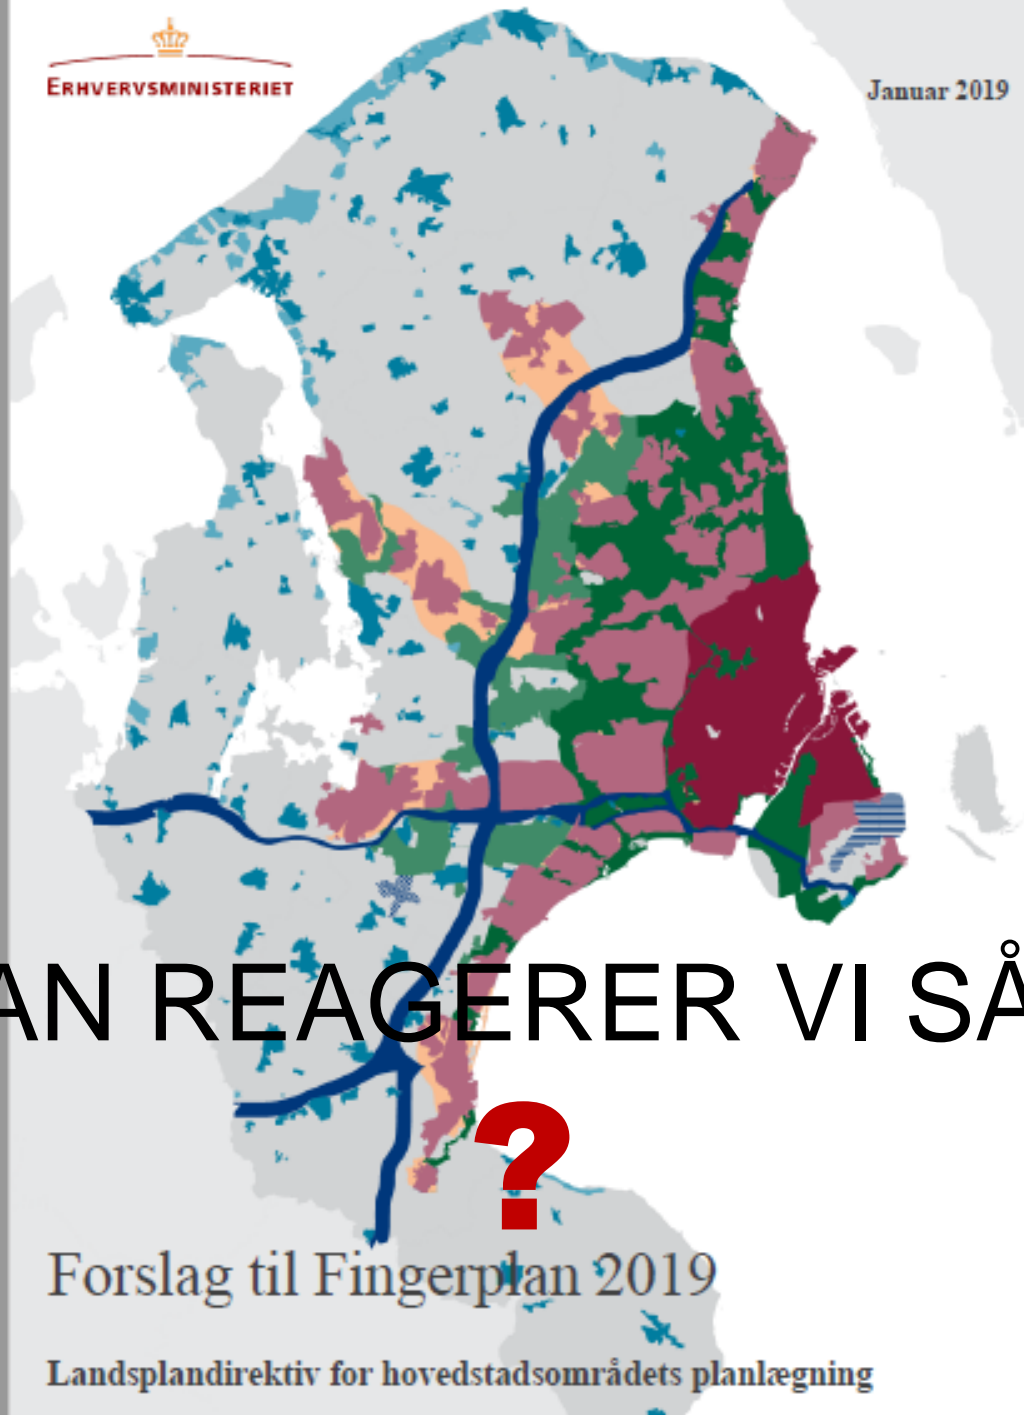 ERHVERVSMINISTERIET
Januar 2019
AN REAGERER VI SÅ
?
Forslag til Fingerplan 2019
Landsplandirektiv for hovedstadsområdets planlægning